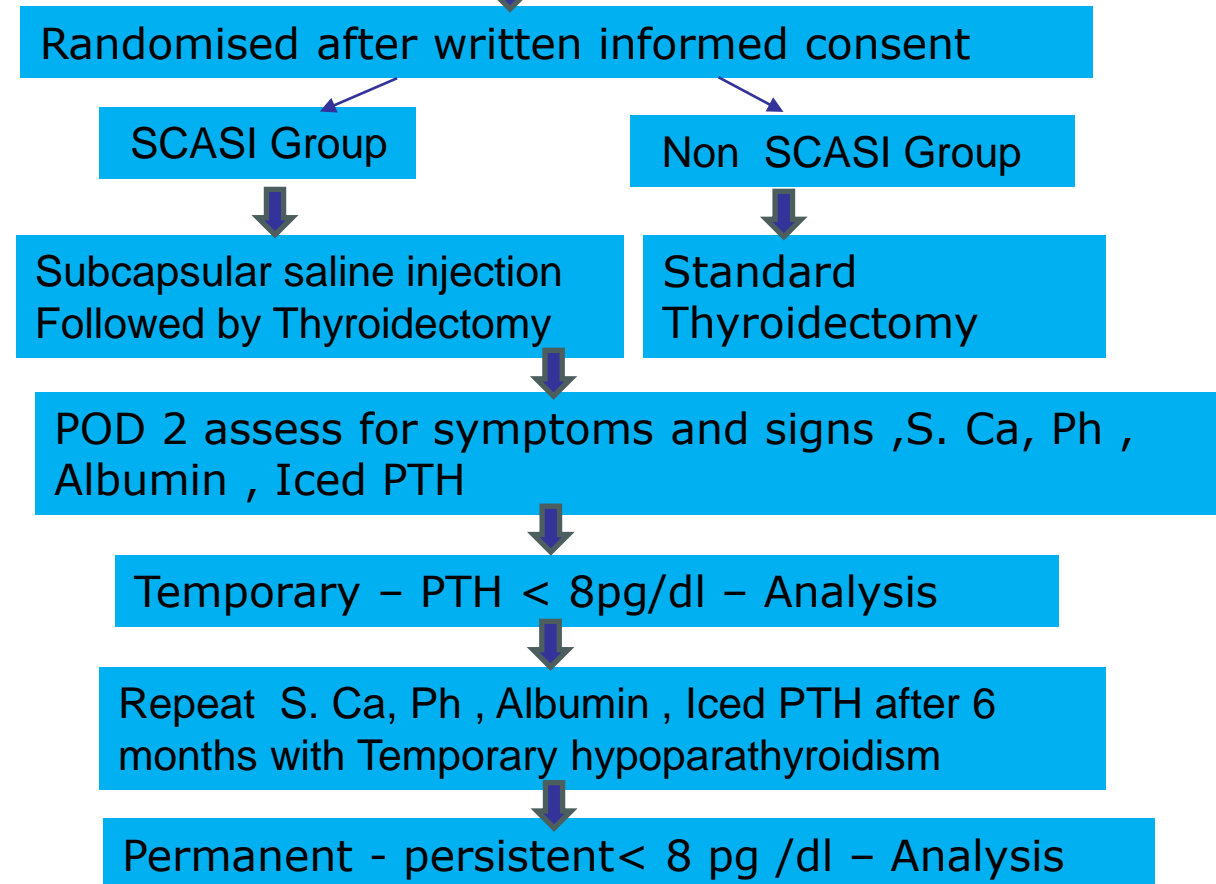 Randomised after written informed consent
SCASI Group
Non SCASI Group
Subcapsular saline injection
Followed by Thyroidectomy
Standard
Thyroidectomy
POD 2 assess for symptoms and signs ,S. Ca, Ph ,
Albumin , Iced PTH
Temporary – PTH < 8pg/dl – Analysis
Repeat S. Ca, Ph , Albumin , Iced PTH after 6
months with Temporary hypoparathyroidism
Permanent - persistent< 8 pg /dl – Analysis